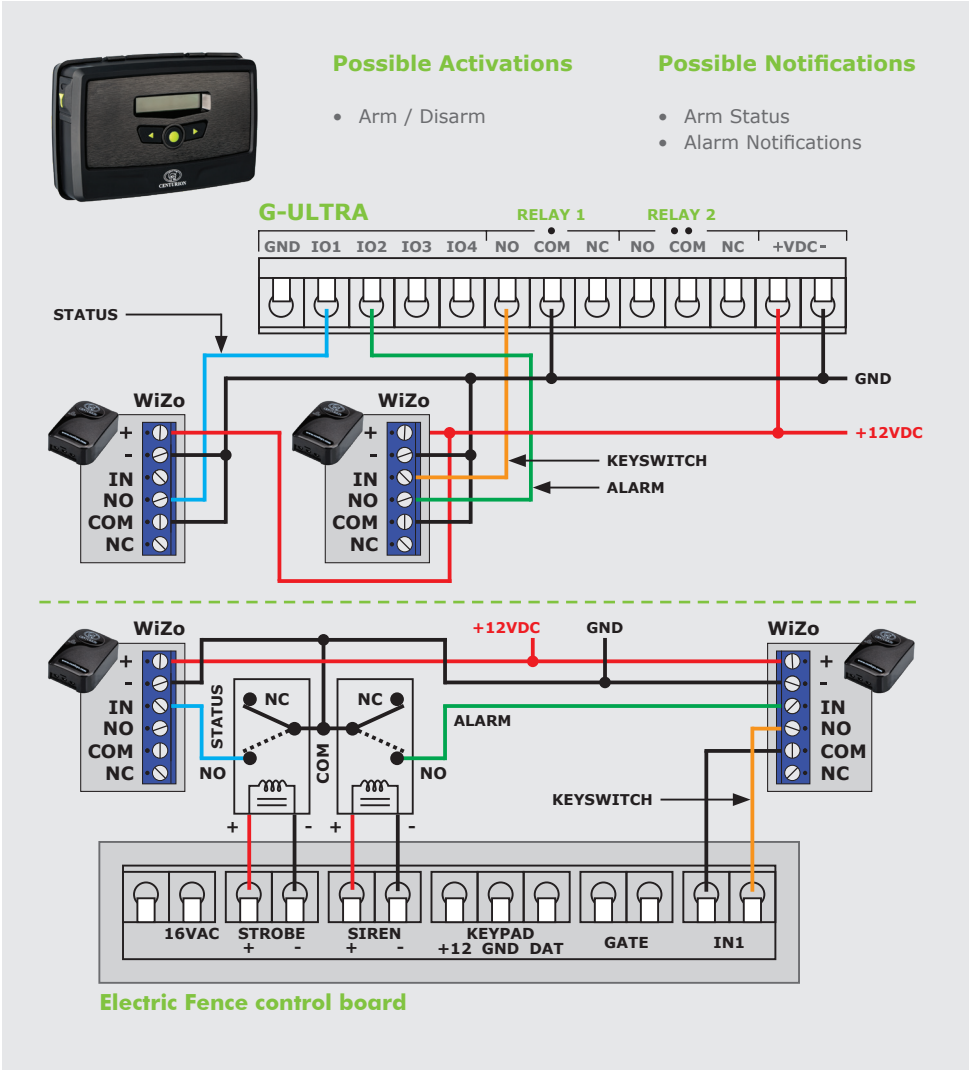 Possible Activations
• Arm / Disarm
Possible Notifications
• Arm Status
• Alarm Notifications
CENTURION
G-ULTRA
RELAY 1
RELAY 2
GND IO1 IO2 IO3 IO4 NO COM NC NO COM NC +VDC-
STATUS
GND
+12VDC
KEYSWITCH
ALARM
WiZo
+
-
IN
NO
COM
NC
WiZo
+
-
IN
NO
COM
NC
+12VDC
GND
WiZo
+
-
IN
NO
COM
NC
STATUS
NC
NO
COM
NC
NO
ALARM
WiZo
+
-
IN
NO
COM
NC
KEYSWITCH
+ - + -
16VAC STROBE SIREN KEYPAD GATE IN1
+ - + - +12 GND DAT
Electric Fence control board